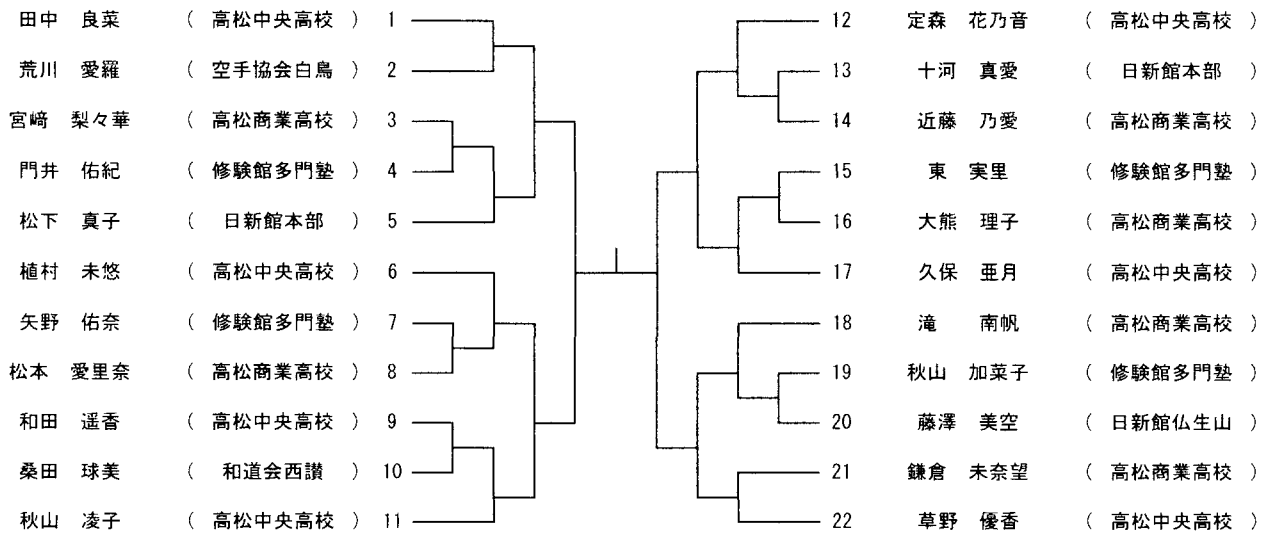 田中 良菜 ( 高松中央高校 ) 1
荒川 愛羅 ( 空手協会白鳥 ) 2
宮﨑 梨々華 ( 高松商業高校 ) 3
門井 佑紀 ( 修験館多門塾 ) 4
松下 真子 ( 日新館本部 ) 5
植村 未悠 ( 高松中央高校 ) 6
矢野 佑奈 ( 修験館多門塾 ) 7
松本 愛里奈 ( 高松商業高校 ) 8
和田 遥香 ( 高松中央高校 ) 9
桑田 球美 ( 和道会西讃 ) 10
秋山 凌子 ( 高松中央高校 ) 11
12 定森 花乃音 ( 高松中央高校 )
13 十河 真愛 ( 日新館本部 )
14 近藤 乃愛 ( 高松商業高校 )
15 東 実里 ( 修験館多門塾 )
16 大熊 理子 ( 高松商業高校 )
17 久保 亜月 ( 高松中央高校 )
18 滝 南帆 ( 高松商業高校 )
19 秋山 加菜子 ( 修験館多門塾 )
20 藤澤 美空 ( 日新館仏生山 )
21 鎌倉 未奈望 ( 高松商業高校 )
22 草野 優香 ( 高松中央高校 )